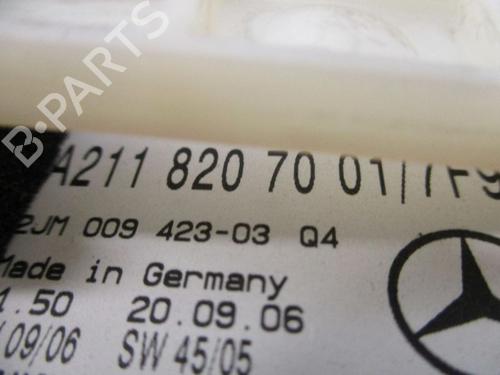 A211 820 70 01/7F9
2JM 009 423-03 Q4
Made in Germany
.50 20.09.06
/09/06 SW 45/05
B-PARTS